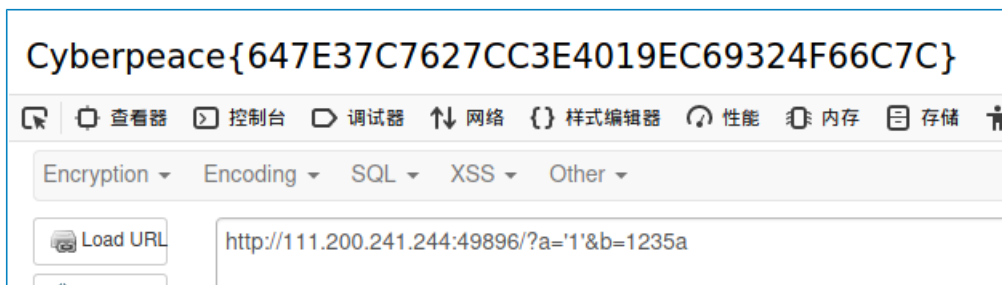 Cyberpeace{647E37C7627CC3E4019EC69324F66C7C}
查看器 控制台 调试器 网络 {} 样式编辑器 性能 内存 存储
Encryption Encoding SQL XSS Other
Load URL http://111.200.241.244:49896/?a='1'&b=1235a